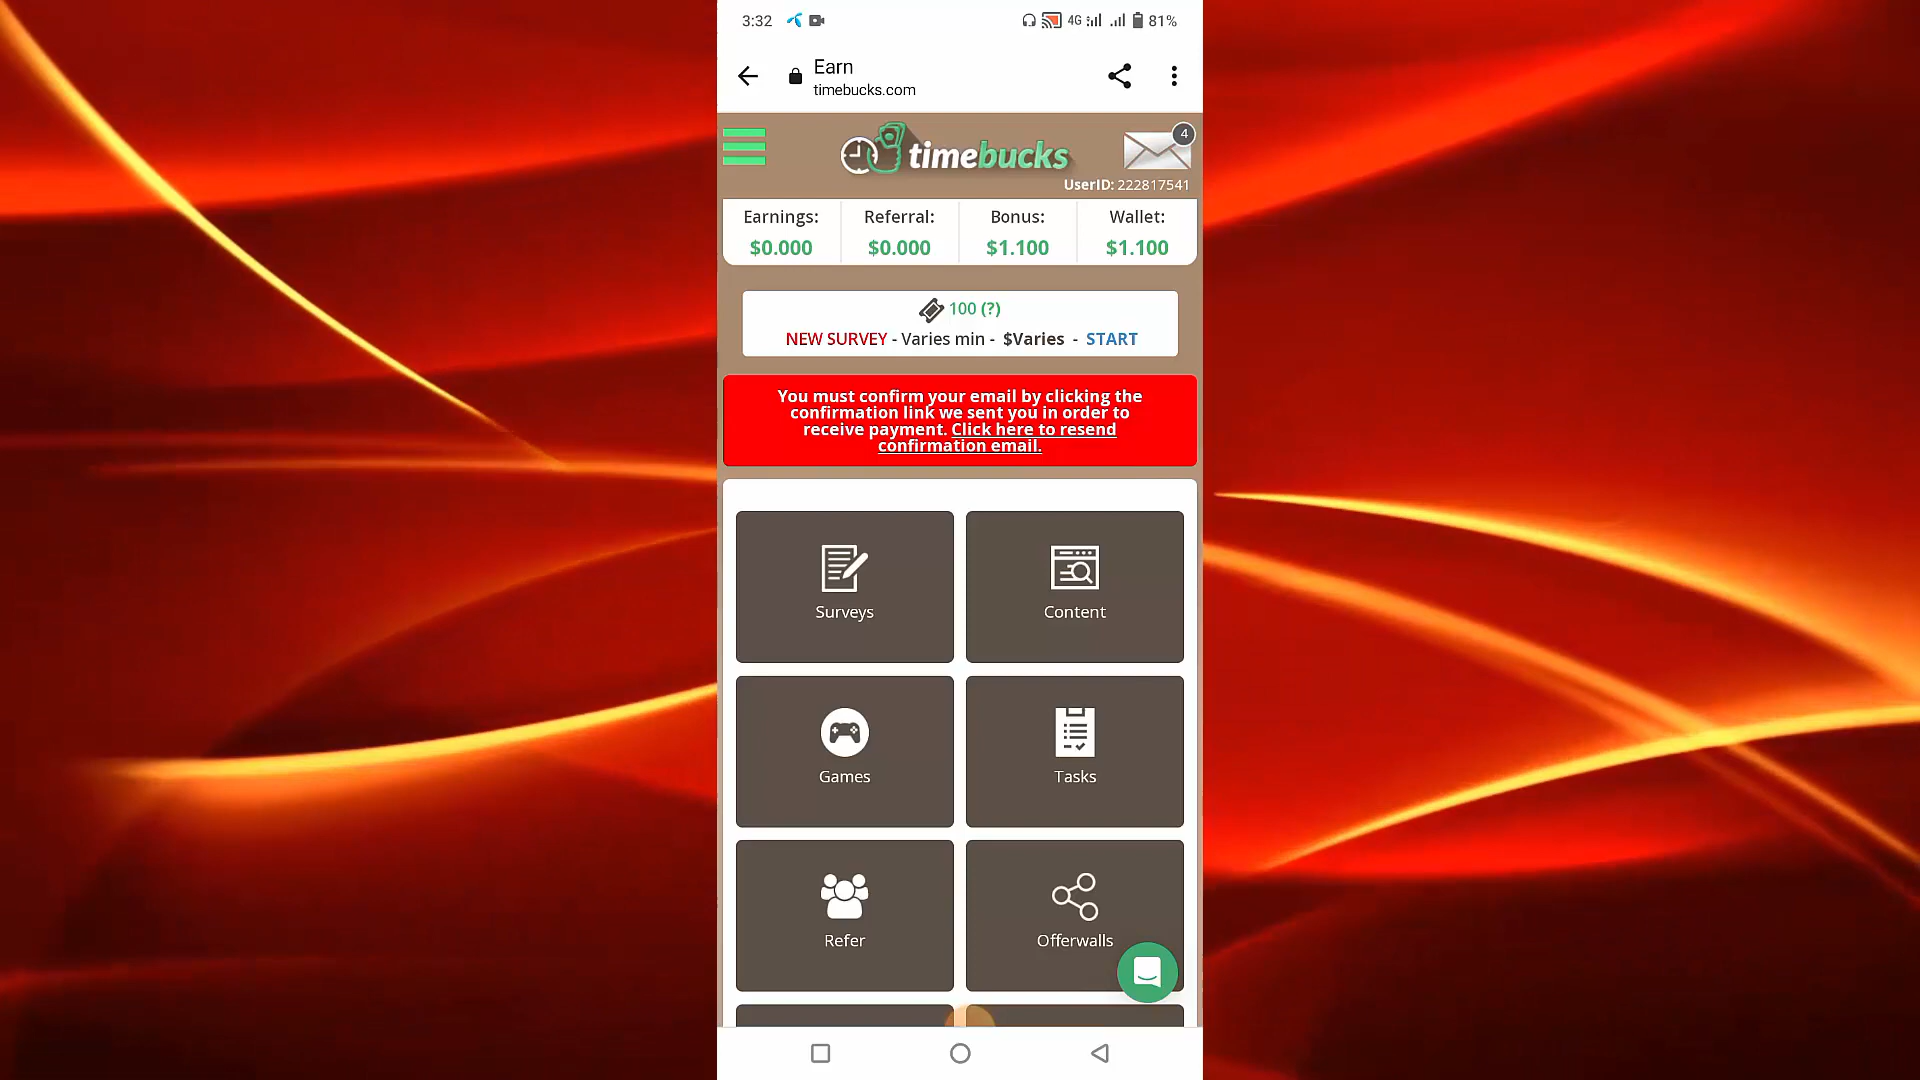 3:32 4G 81%
Earn
timebucks.com
timebucks
4
UserID: 222817541
Earnings: Referral: Bonus: Wallet:
$0.000 $0.000 $1.100 $1.100
100 (?)
NEW SURVEY - Varies min - $Varies - START
You must confirm your email by clicking the
confirmation link we sent you in order to
receive payment. Click here to resend
confirmation email.
Surveys
Content
Games
Tasks
Refer
Offerwalls